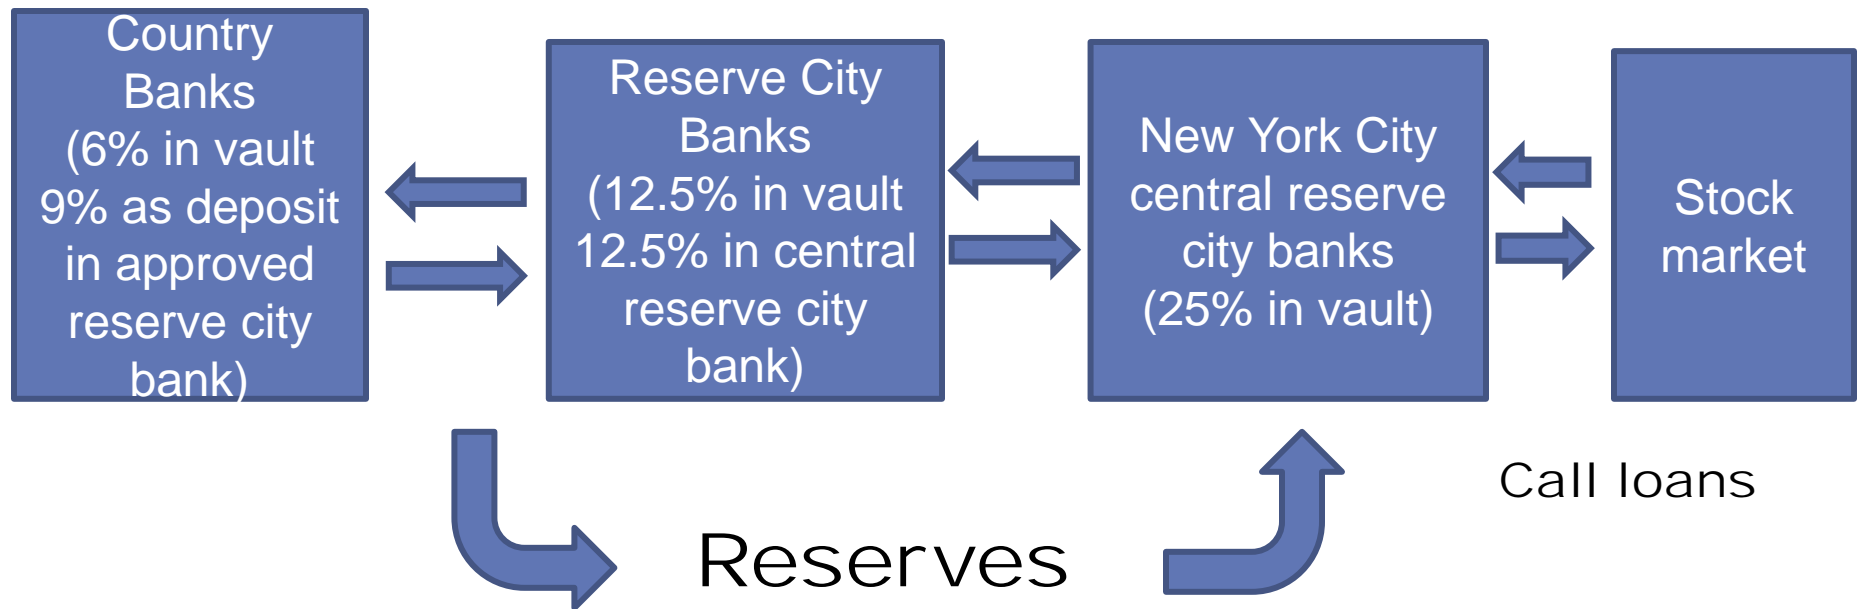 Country
Banks
(6% in vault
9% as deposit
in approved
reserve city
bank)
Reserve City
Banks
(12.5% in vault
12.5% in central
reserve city
bank)
New York City
central reserve
city banks
(25% in vault)
Stock
market
Call loans
Reserves